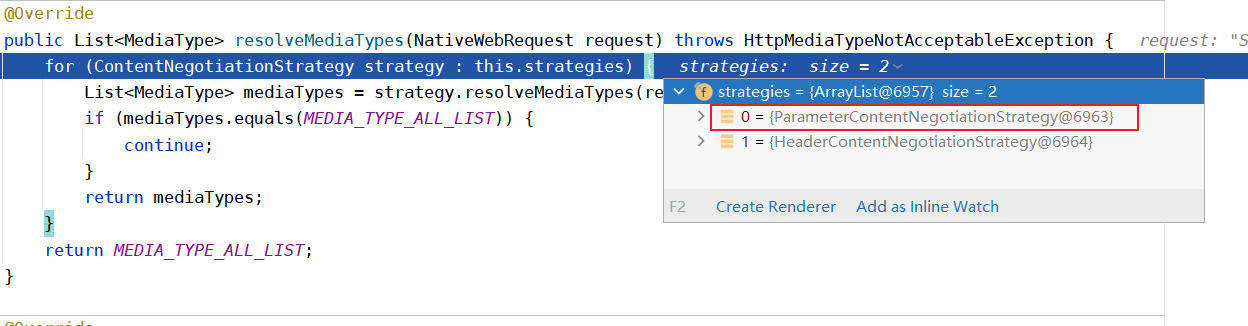 @Override
public List<MediaType> resolveMediaTypes(NativeWebRequest request) throws HttpMediaTypeNotAcceptableException { request: "S
for (ContentNegotiationStrategy strategy : this.strategies) { strategies: size = 2
List<MediaType> mediaTypes = strategy.resolveMediaTypes(re
if (mediaTypes.equals(MEDIA_TYPE_ALL_LIST)) {
continue;
}
return mediaTypes;
}
return MEDIA_TYPE_ALL_LIST;
}
f strategies = {ArrayList@6957} size = 2
0 = {ParameterContentNegotiationStrategy@6963}
1 = {HeaderContentNegotiationStrategy@6964}
F2 Create Renderer Add as Inline Watch
@Override